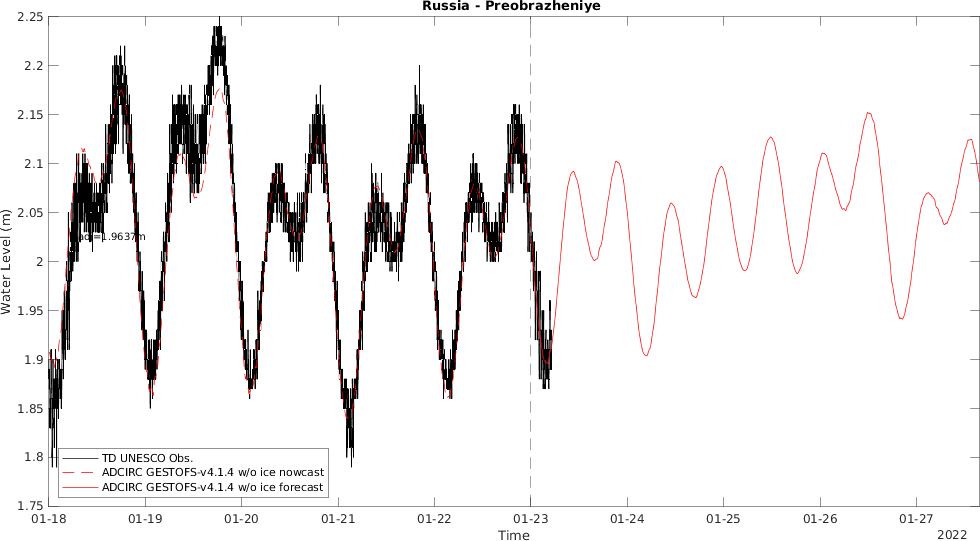 Russia - Preobrazheniye
2.25
2.2
2.15
2.1
2.05
2
1.95
1.9
1.85
1.8
1.75
Water Level (m)
=1.9637m
TD UNESCO Obs.
ADCIRC GESTOFS-v4.1.4 w/o ice nowcast
ADCIRC GESTOFS-v4.1.4 w/o ice forecast
01-18 01-19 01-20 01-21 01-22 01-23 01-24 01-25 01-26 01-27
Time
2022